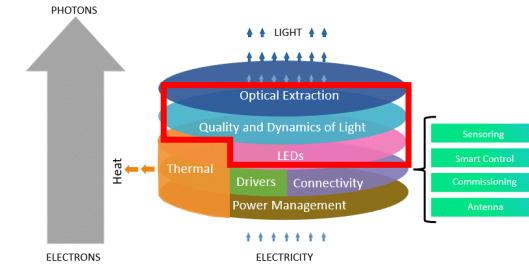 PHOTONS
LIGHT
Optical Extraction
Quality and Dynamics of Light
LEDs
Thermal
Heat
Drivers
Connectivity
Power Management
Sensoring
Smart Control
Commissioning
Antenna
ELECTRONS
ELECTRICITY